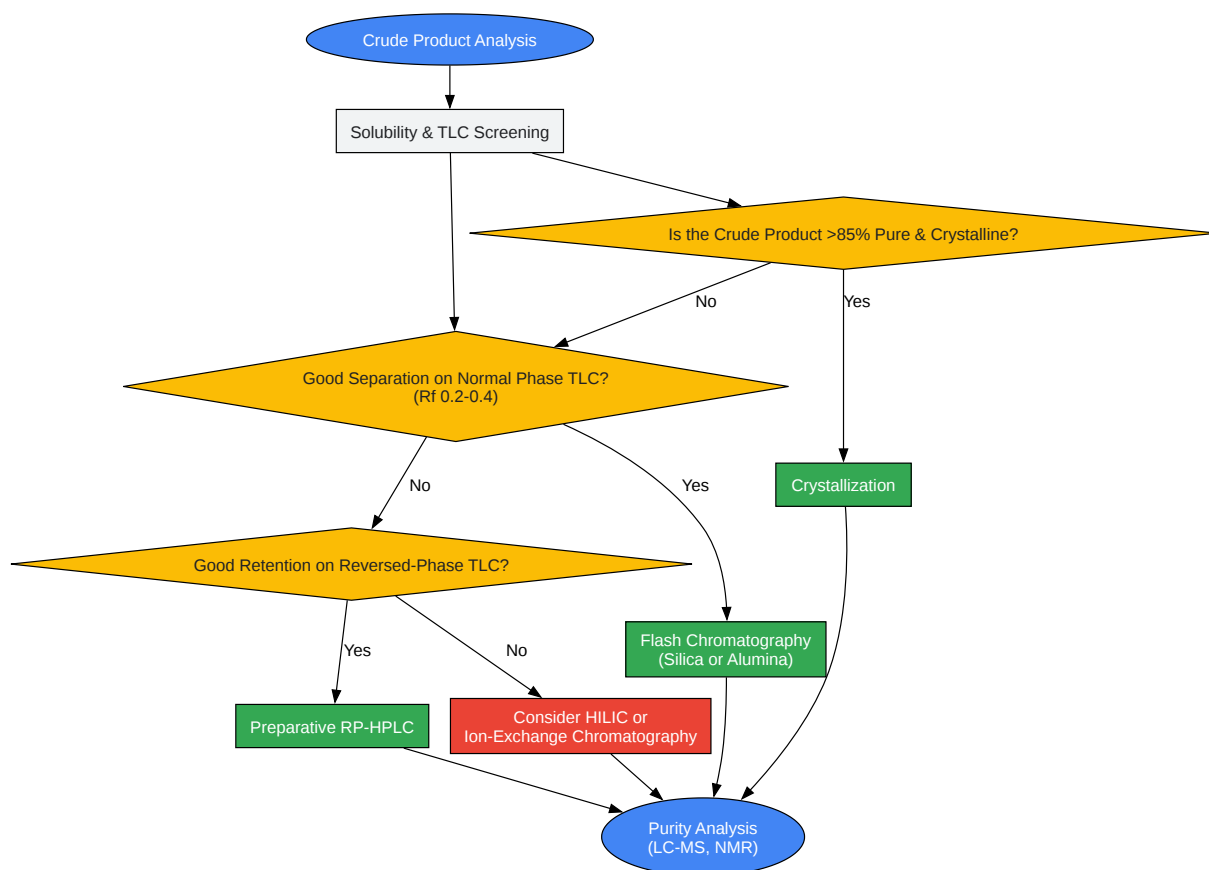 Crude Product Analysis
Solubility & TLC Screening
Is the Crude Product >85% Pure & Crystalline?
No
Yes
Good Separation on Normal Phase TLC?
(Rf 0.2-0.4)
No
Yes
Crystallization
Good Retention on Reversed-Phase TLC?
Yes
No
Flash Chromatography
(Silica or Alumina)
Preparative RP-HPLC
Consider HILIC or
Ion-Exchange Chromatography
Purity Analysis
(LC-MS, NMR)